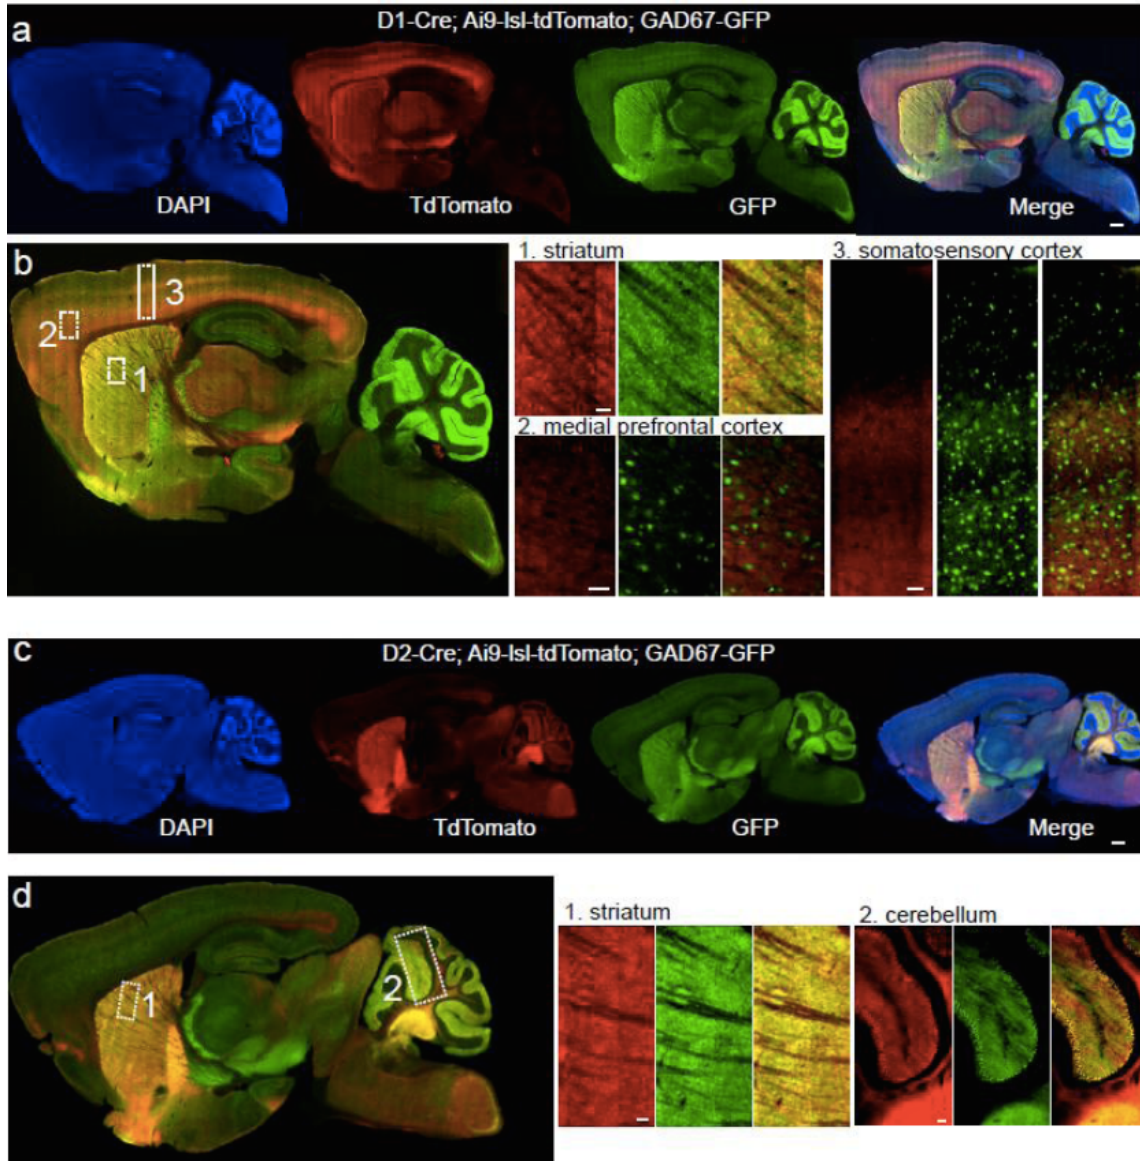 a
D1-Cre; Ai9-lsl-tdTomato; GAD67-GFP
DAPI
TdTomato
GFP
Merge
b
1
2
3
1. striatum
2. medial prefrontal cortex
3. somatosensory cortex
c
D2-Cre; Ai9-lsl-tdTomato; GAD67-GFP
DAPI
TdTomato
GFP
Merge
d
1
2
1. striatum
2. cerebellum